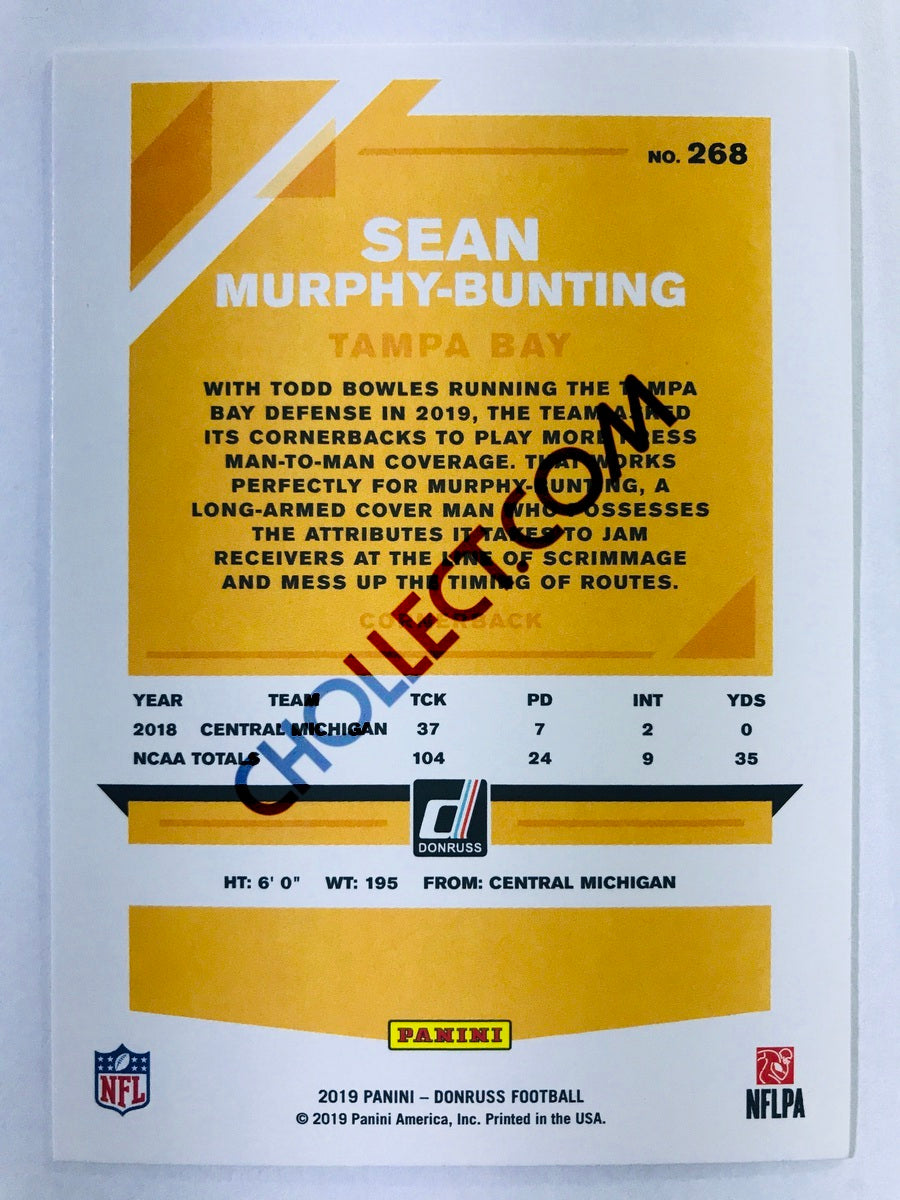 NO. 268
SEAN
MURPHY-BUNTING
TAMPA BAY
WITH TODD BOWLES RUNNING THE TAMPA
BAY DEFENSE IN 2019, THE TEAM ASKED
ITS CORNERBACKS TO PLAY MORE PRESS
MAN-TO-MAN COVERAGE. THAT WORKS
PERFECTLY FOR MURPHY-BUNTING, A
LONG-ARMED COVER MAN WHO POSSESSES
THE ATTRIBUTES IT TAKES TO JAM
RECEIVERS AT THE LINE OF SCRIMMAGE
AND MESS UP THE TIMING OF ROUTES.
CORNERBACK
CHOLLECT.COM
YEAR TEAM TCK PD INT YDS
2018 CENTRAL MICHIGAN 37 7 2 0
NCAA TOTALS 104 24 9 35
d
DONRUSS
HT: 6' 0" WT: 195 FROM: CENTRAL MICHIGAN
PANINI
NFL
NFLPA
2019 PANINI – DONRUSS FOOTBALL
© 2019 Panini America, Inc. Printed in the USA.